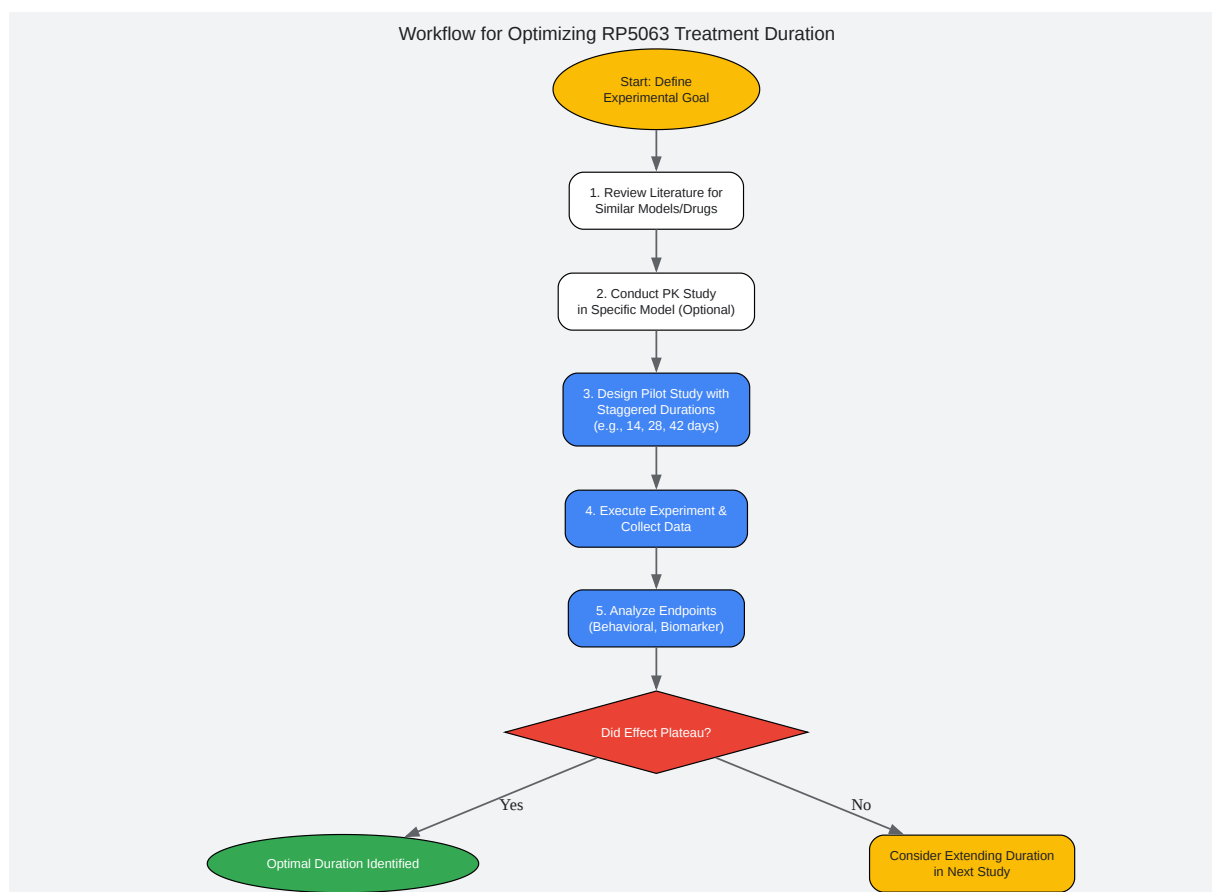 Workflow for Optimizing RP5063 Treatment Duration
Start: Define
Experimental Goal
1. Review Literature for
Similar Models/Drugs
2. Conduct PK Study
in Specific Model (Optional)
3. Design Pilot Study with
Staggered Durations
(e.g., 14, 28, 42 days)
4. Execute Experiment &
Collect Data
5. Analyze Endpoints
(Behavioral, Biomarker)
Did Effect Plateau?
Yes
No
Optimal Duration Identified
Consider Extending Duration
in Next Study